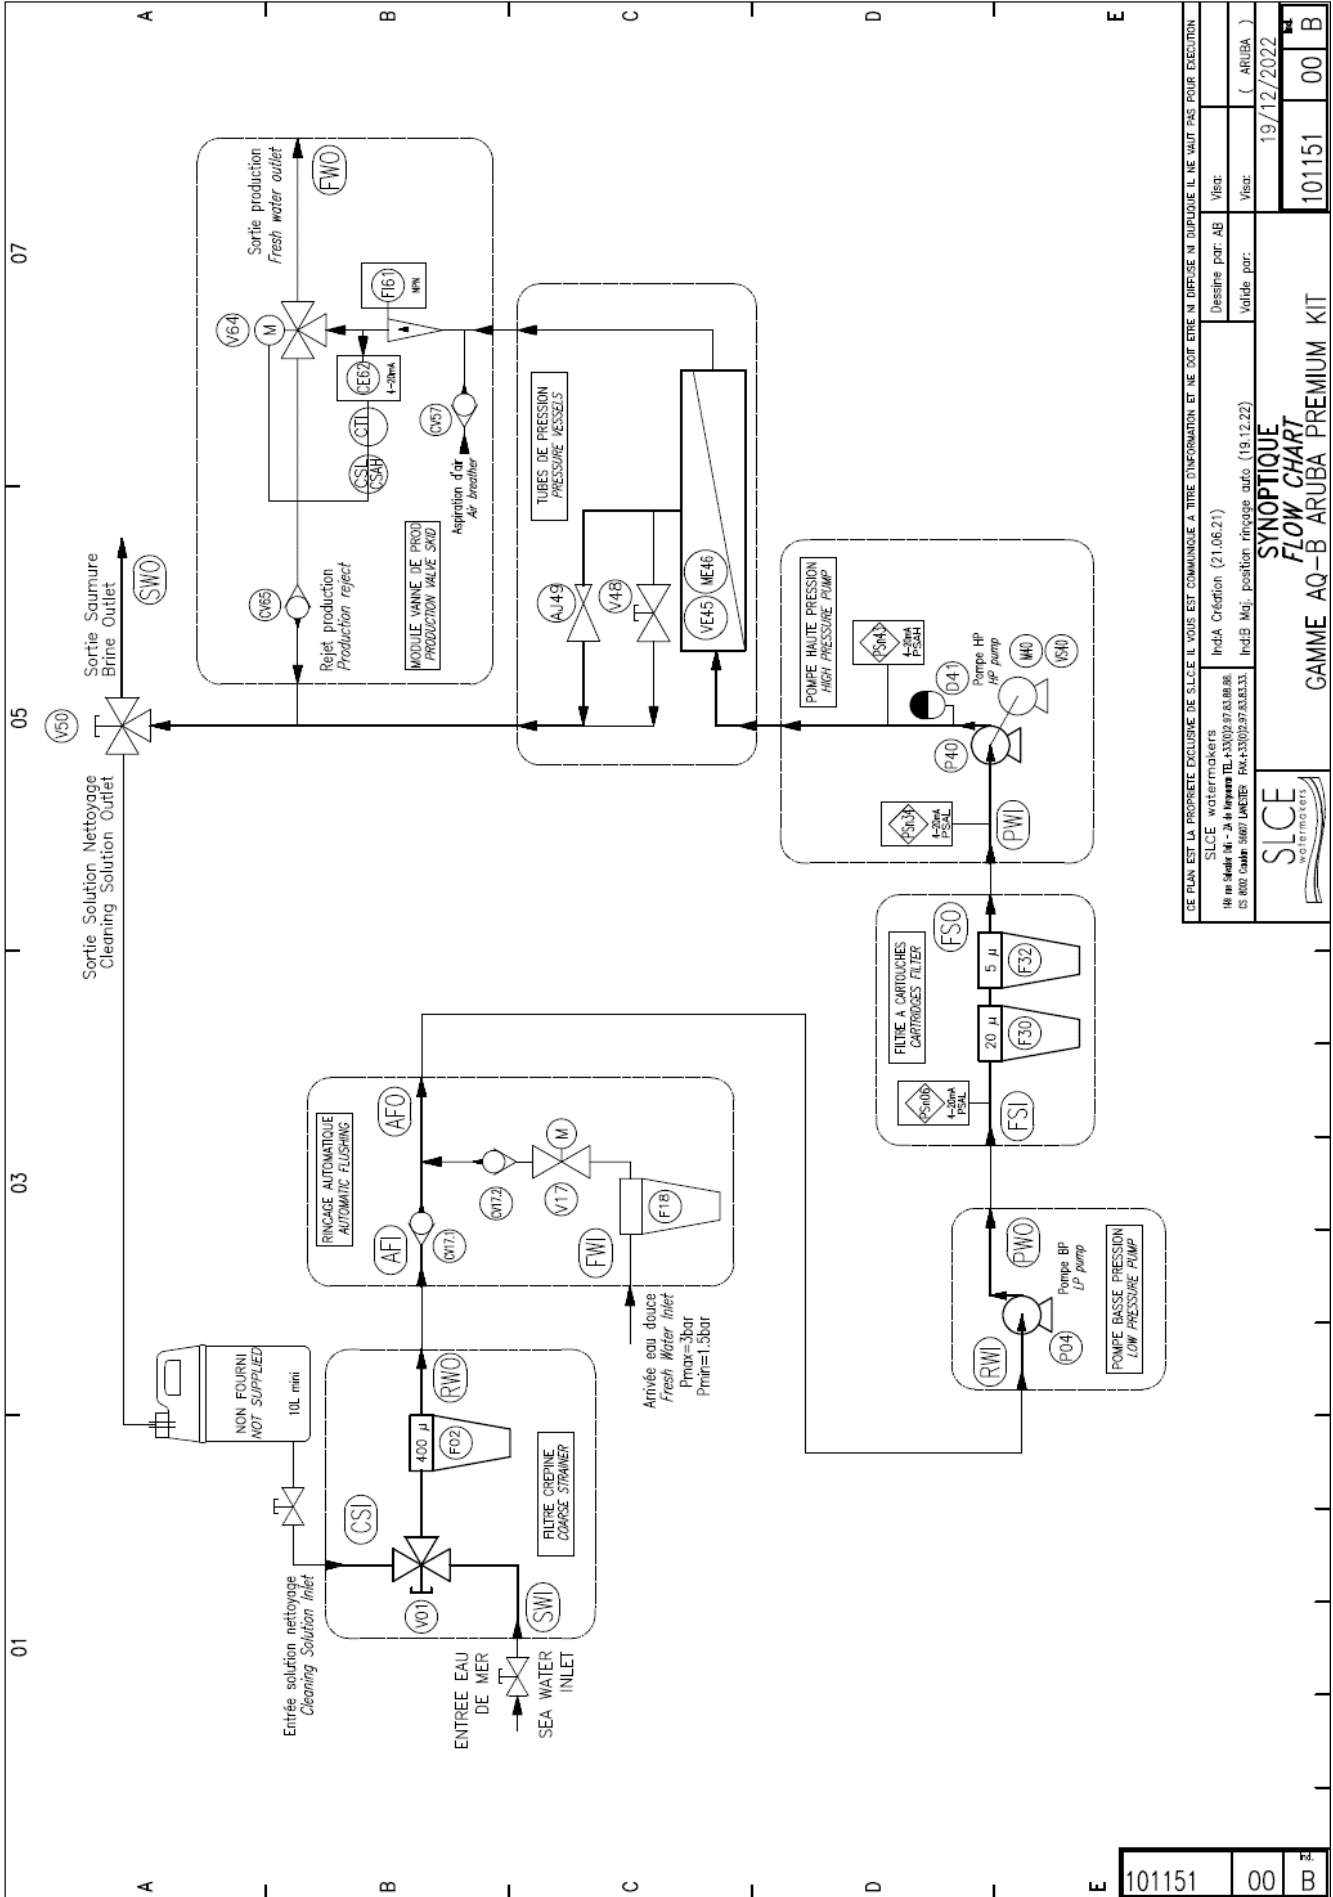 01
03
05
07
A
B
C
D
E
A
B
C
D
E
Entrée solution nettoyage
Cleaning Solution Inlet
NON FOURNI
NOT SUPPLIED
10L mini
CSI
V01
400 µ
F02
RWO
FILTRE CREPINE
COARSE STRAINER
SWI
ENTREE EAU
DE MER
SEA WATER
INLET
RINCAGE AUTOMATIQUE
AUTOMATIC FLUSHING
AFI
AFO
CV17.1
CV17.2
V17
M
FWI
F18
Arrivée eau douce
Fresh Water Inlet
Pmax=3bar
Pmin=1.5bar
RWI
PWO
P04
Pompe BP
LP pump
POMPE BASSE PRESSION
LOW PRESSURE PUMP
FILTRE A CARTOUCHES
CARTRIDGES FILTER
PSn06
4-20mA
PSAL
FSI
FSO
20 µ
F30
5 µ
F32
POMPE HAUTE PRESSION
HIGH PRESSURE PUMP
PSn34
4-20mA
PSAL
PWI
P40
PSn43
4-20mA
PSAH
D41
Pompe HP
HP pump
M40
VS40
TUBES DE PRESSION
PRESSURE VESSELS
AJ49
V48
VE45
ME46
Sortie Solution Nettoyage
Cleaning Solution Outlet
V50
Sortie Saumure
Brine Outlet
SWO
CV65
Rejet production
Production reject
MODULE VANNE DE PROD
PRODUCTION VALVE SKID
V64
M
CSL
CSAH
CTL
CE62
4-20mA
FI61
NPN
CV57
Aspiration d'air
Air breather
Sortie production
Fresh water outlet
FWO
CE PLAN EST LA PROPRIETE EXCLUSIVE DE S.L.C.E. IL VOUS EST COMMUNIQUE A TITRE D'INFORMATION ET NE DOIT ETRE NI DIFFUSE NI DUPLIQUE IL NE VAUT PAS POUR EXECUTION
SLCE watermakers
Ind:A Création (21.06.21)
Ind:B Maj. position rinçage auto (19.12.22)
Dessine par: AB
Visa:
Valide par:
Visa:
( ARUBA )
SLCE
watermakers
SYNOPTIQUE
FLOW CHART
GAMME AQ-B ARUBA PREMIUM KIT
19/12/2022
101151
00
Ind.
B
101151
00
Ind.
B